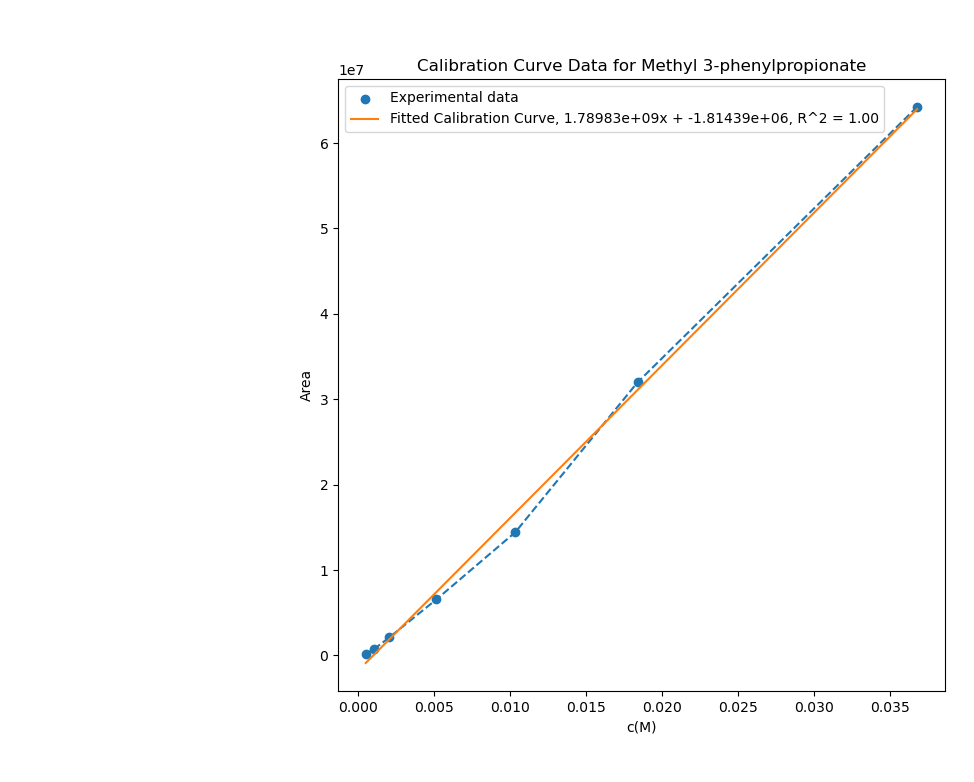 Calibration Curve Data for Methyl 3-phenylpropionate
1e7
Experimental data
Fitted Calibration Curve, 1.78983e+09x + -1.81439e+06, R^2 = 1.00
6
5
4
3
2
1
0
Area
0.000 0.005 0.010 0.015 0.020 0.025 0.030 0.035
c(M)